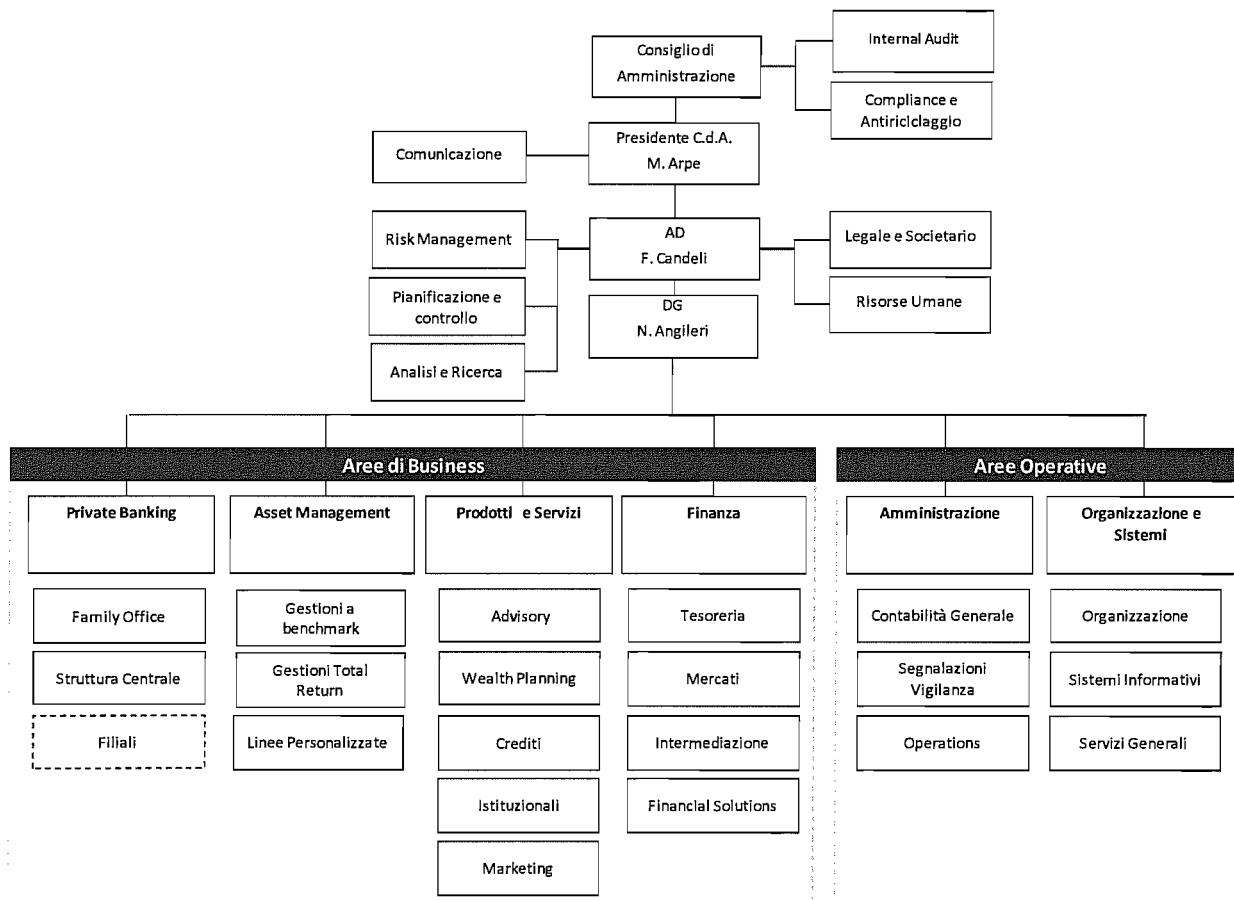 Consiglio di
Amministrazione
Internal Audit
Compliance e
Antiriciclaggio
Presidente C.d.A.
M. Arpe
Comunicazione
AD
F. Candeli
Risk Management
Pianificazione e
controllo
Analisi e Ricerca
Legale e Societario
Risorse Umane
DG
N. Angileri
Aree di Business
Aree Operative
Private Banking
Family Office
Struttura Centrale
Filiali
Asset Management
Gestioni a
benchmark
Gestioni Total
Return
Linee Personalizzate
Prodotti e Servizi
Advisory
Wealth Planning
Crediti
Istituzionali
Marketing
Finanza
Tesoreria
Mercati
Intermediazione
Financial Solutions
Amministrazione
Contabilità Generale
Segnalazioni
Vigilanza
Operations
Organizzazione e
Sistemi
Organizzazione
Sistemi Informativi
Servizi Generali